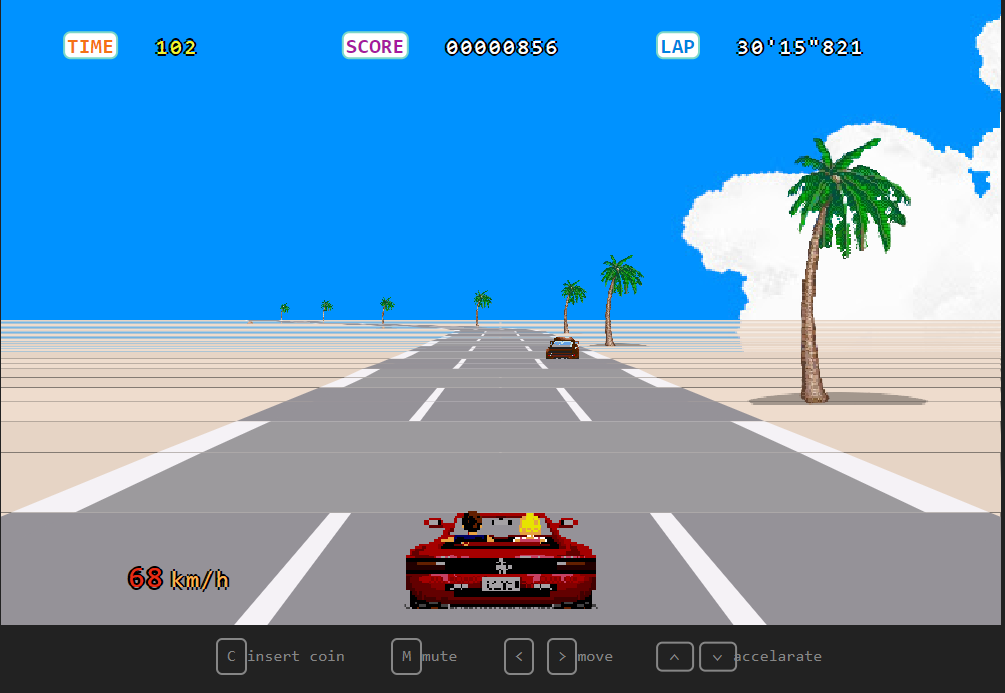 TIME 102 SCORE 00000856 LAP 30'15"821
68 km/h
C insert coin M mute < > move ^ v accelarate